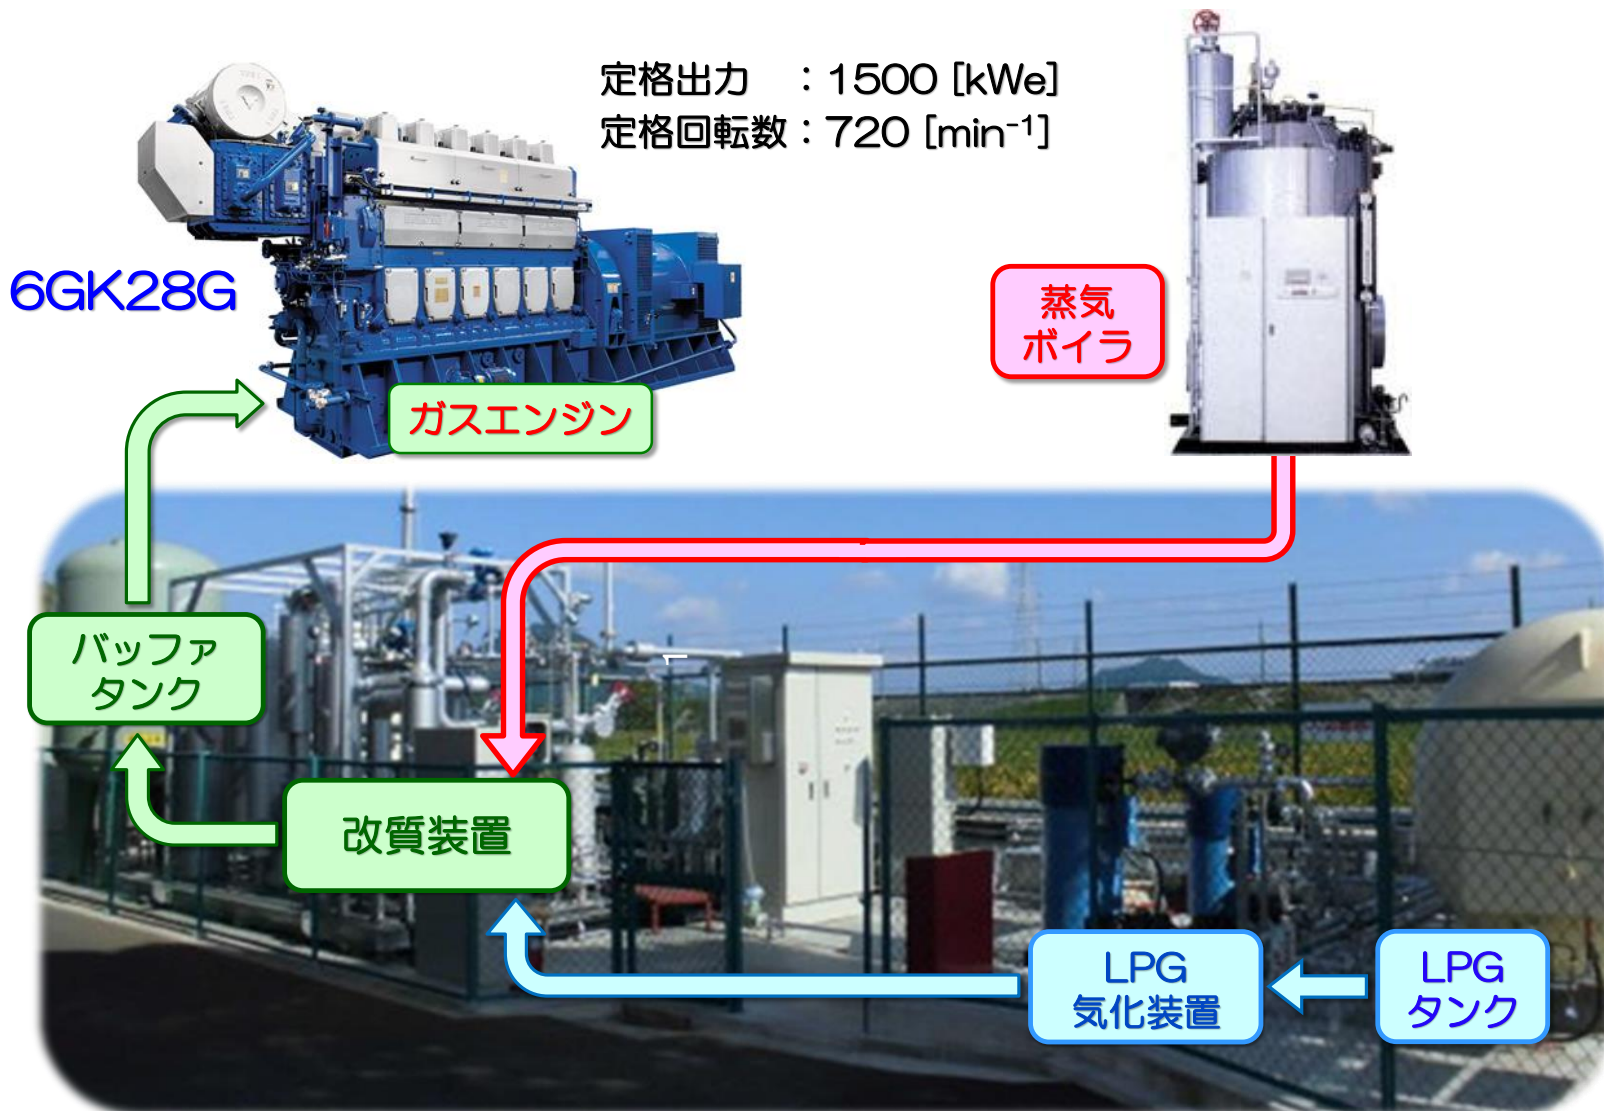 定格出力 ：1500 [kWe]
定格回転数：720 [min⁻¹]
6GK28G
ガスエンジン
蒸気
ボイラ
バッファ
タンク
改質装置
LPG
気化装置
LPG
タンク